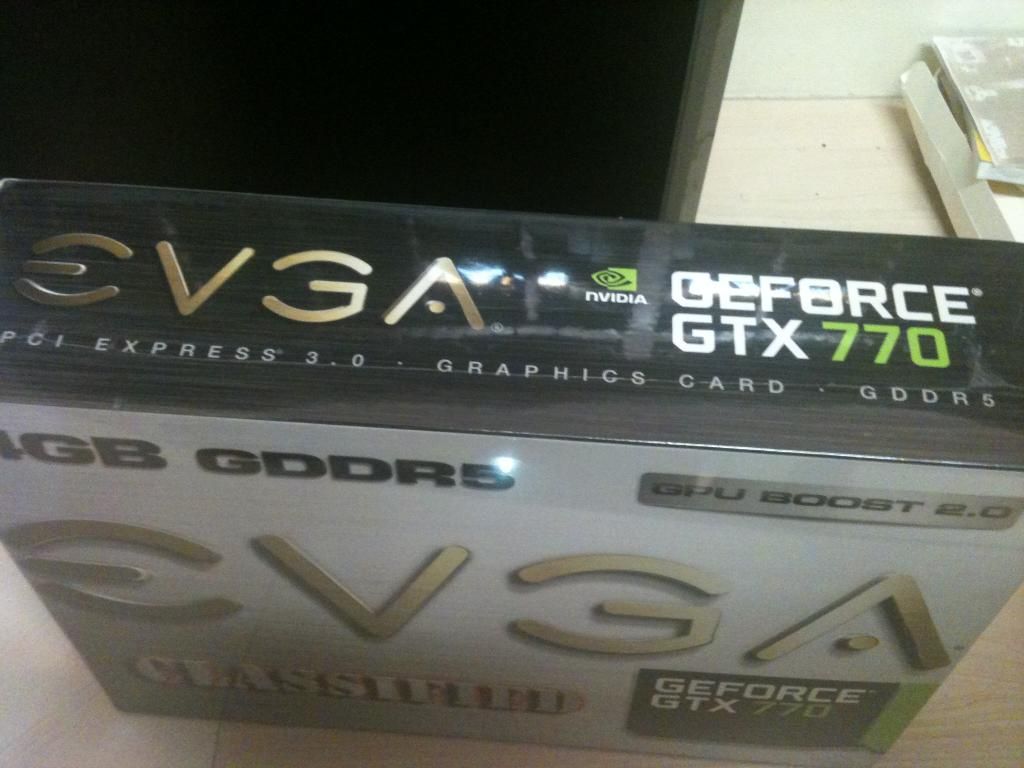 EVGA
NVIDIA
GEFORCE®
GTX 770
PCI EXPRESS® 3.0 · GRAPHICS CARD · GDDR5
4GB GDDR5
GPU BOOST 2.0
EVGA
CLASSIFIED
GEFORCE
GTX 770